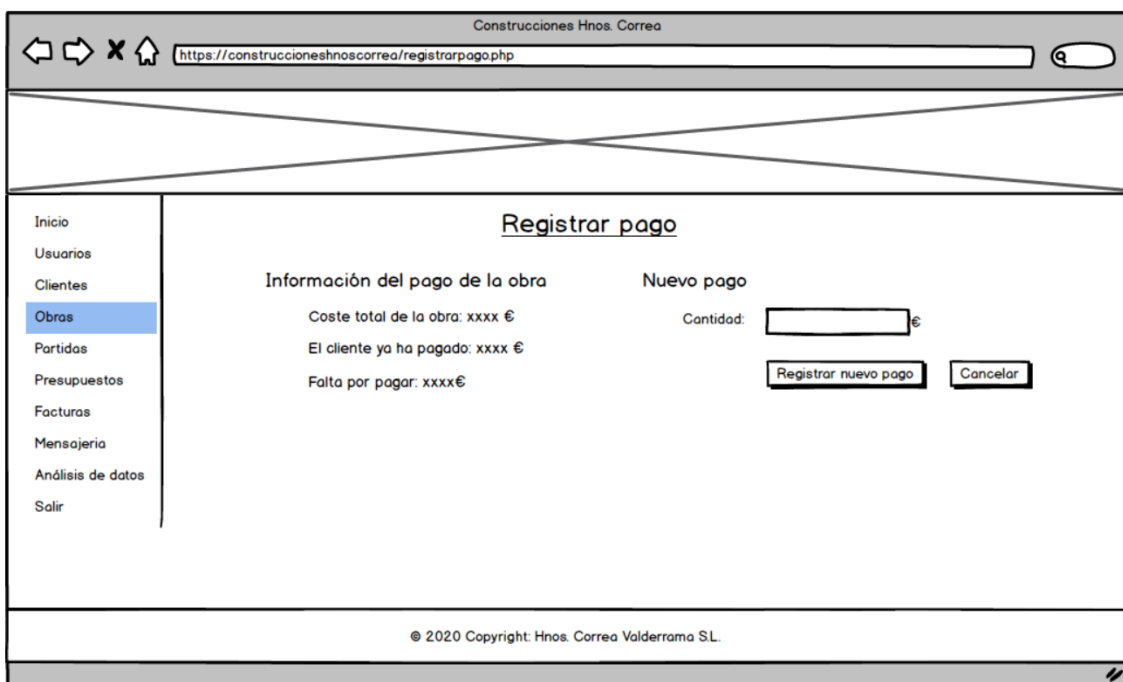 Construcciones Hnos. Correa
https://construccioneshnoscorrea/registrarpago.php
Inicio
Usuarios
Clientes
Obras
Partidas
Presupuestos
Facturas
Mensajeria
Análisis de datos
Salir
Registrar pago
Información del pago de la obra
Coste total de la obra: xxxx €
El cliente ya ha pagado: xxxx €
Falta por pagar: xxxx€
Nuevo pago
Cantidad: €
Registrar nuevo pago Cancelar
© 2020 Copyright: Hnos. Correa Valderrama S.L.